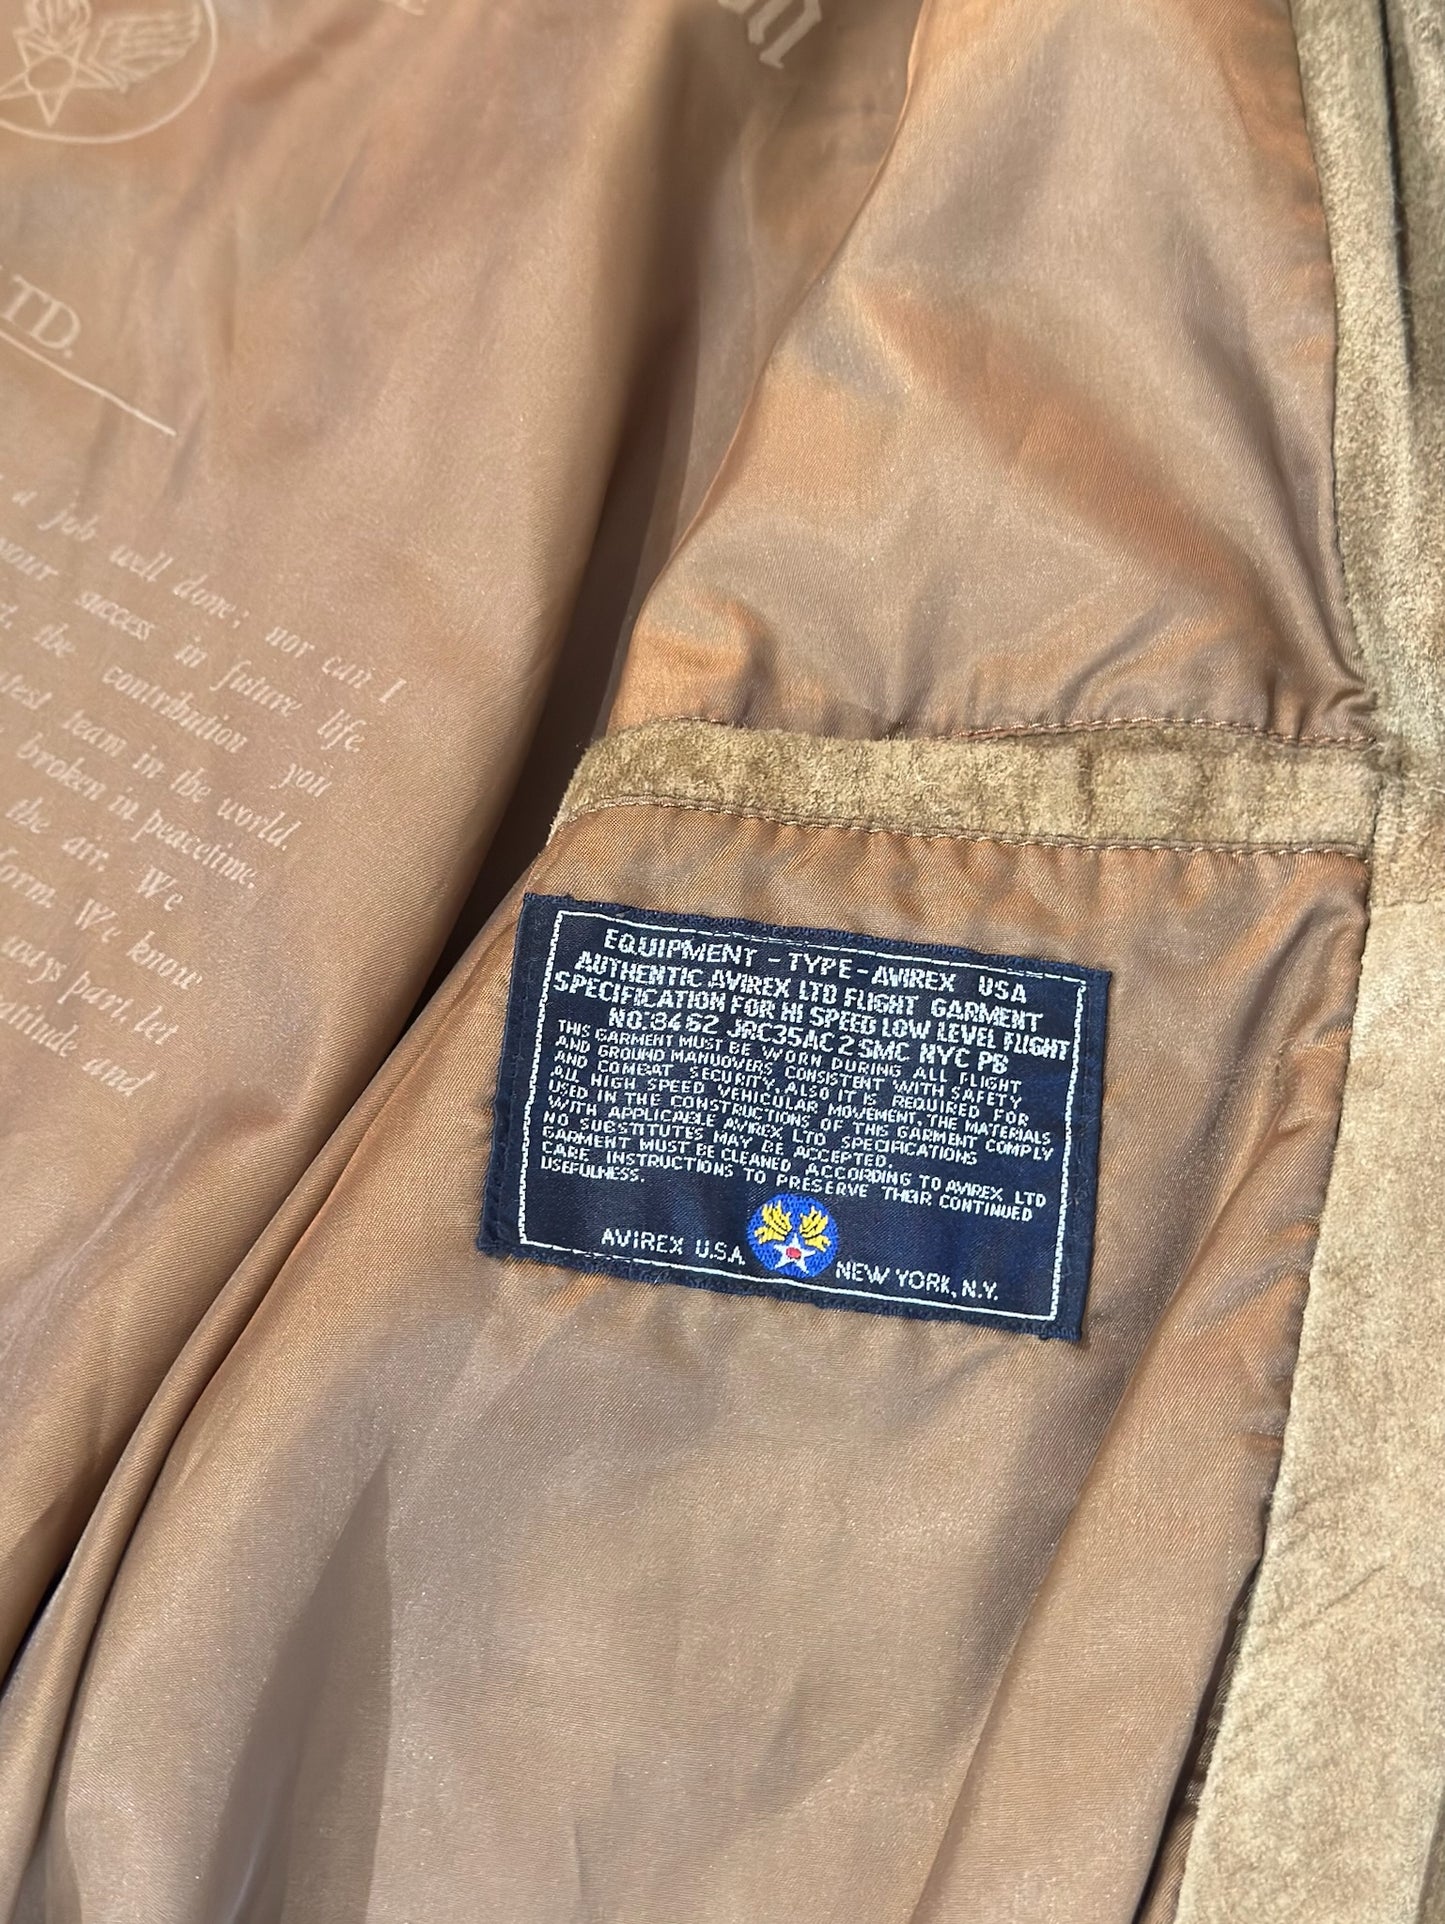 TD.
a job well done; nor can I
your success in future life
the contribution you
team in the world.
broken in peacetime,
the air. We
We know
ways part, let
and
EQUIPMENT - TYPE - AVIREX USA
AUTHENTIC AVIREX LTD FLIGHT GARMENT
SPECIFICATION FOR HI SPEED LOW LEVEL FLIGHT
NO. 8462 JRC35AC2 SMC NYC PB
THIS GARMENT MUST BE WORN DURING ALL FLIGHT
AND GROUND MANUOVERS CONSISTENT WITH SAFETY
AND COMBAT SECURITY, ALSO IT IS REQUIRED FOR
ALL HIGH SPEED VEHICULAR MOVEMENT. THE MATERIALS
USED IN THE CONSTRUCTIONS OF THIS GARMENT COMPLY
WITH APPLICABLE AVIREX LTD SPECIFICATIONS
NO SUBSTITUTES MAY BE ACCEPTED.
GARMENT MUST BE CLEANED ACCORDING TO AVIREX LTD
CARE INSTRUCTIONS TO PRESERVE THEIR CONTINUED
USEFULNESS.
AVIREX U.S.A. NEW YORK, N.Y.